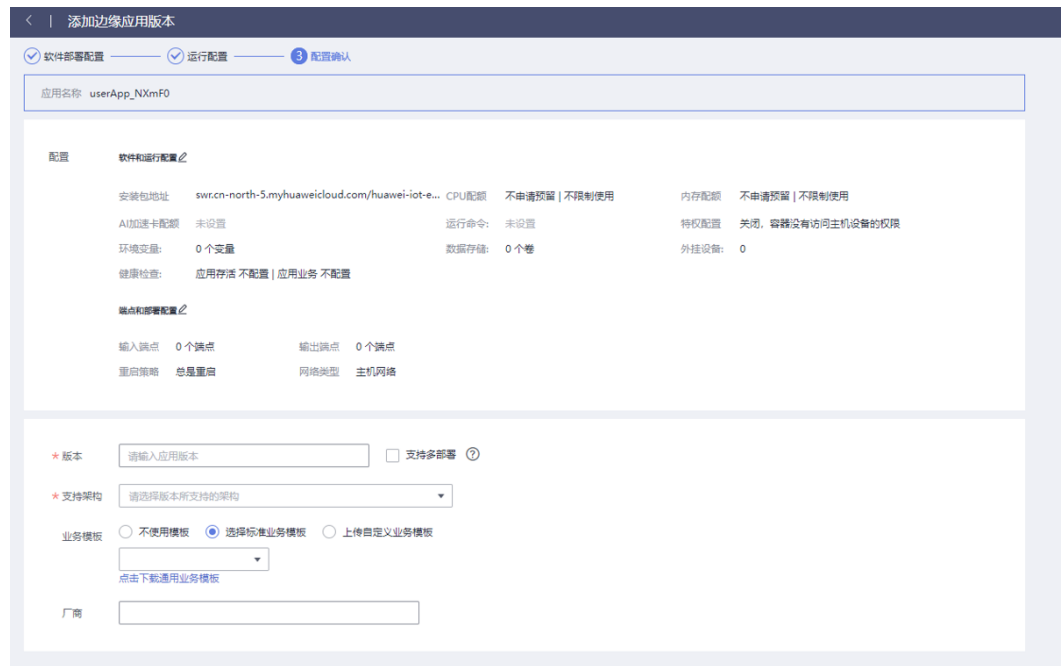 添加边缘应用版本
软件部署配置 运行配置 3 配置确认
应用名称 userApp_NXmF0
配置 软件和运行配置
安装包地址 swr.cn-north-5.myhuaweicloud.com/huawei-iot-e... CPU配额 不申请预留 | 不限制使用 内存配额 不申请预留 | 不限制使用
AI加速卡配额 未设置 运行命令: 未设置 特权配置 关闭，容器没有访问主机设备的权限
环境变量: 0 个变量 数据存储: 0 个卷 外挂设备: 0
健康检查: 应用存活 不配置 | 应用业务 不配置
端点和部署配置
输入端点 0 个端点 输出端点 0 个端点
重启策略 总是重启 网络类型 主机网络
* 版本 请输入应用版本 支持多部署 ?
* 支持架构 请选择版本所支持的架构
业务模板 不使用模板 选择标准业务模板 上传自定义业务模板
点击下载通用业务模板
厂商